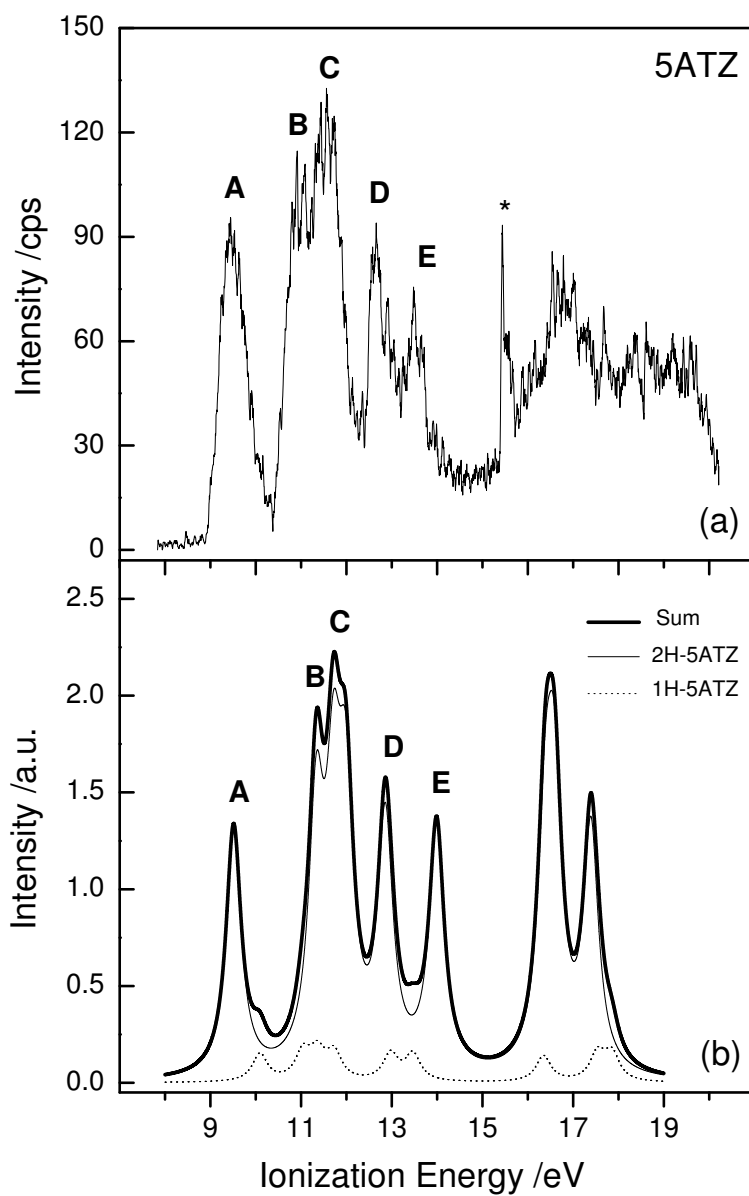 5ATZ
150
120
90
60
30
0
Intensity /cps
A
B
C
D
E
*
(a)
2.5
2.0
1.5
1.0
0.5
0.0
Intensity /a.u.
A
B
C
D
E
Sum
2H-5ATZ
1H-5ATZ
(b)
9 11 13 15 17 19
Ionization Energy /eV